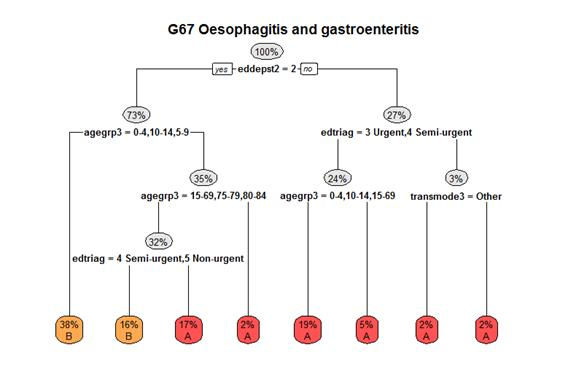 G67 Oesophagitis and gastroenteritis
100%
yes eddepst2 = 2 no
73% 27%
agegrp3 = 0-4,10-14,5-9 edtriag = 3 Urgent,4 Semi-urgent
35% 24% 3%
agegrp3 = 15-69,75-79,80-84 agegrp3 = 0-4,10-14,15-69 transmode3 = Other
32%
edtriag = 4 Semi-urgent,5 Non-urgent
38% 16% 17% 2% 19% 5% 2% 2%
B B A A A A A A